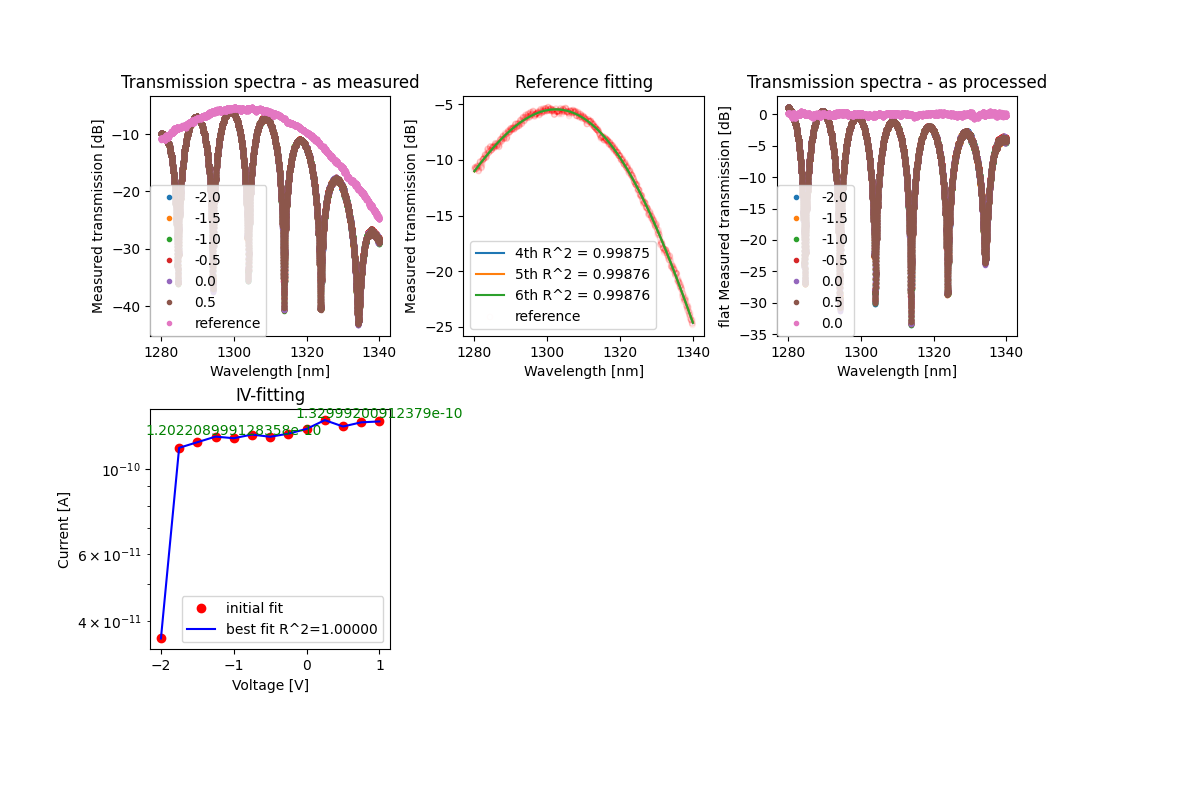 Transmission spectra - as measured
Measured transmission [dB]
−10
−20
−30
−40
1280
1300
1320
1340
Wavelength [nm]
-2.0
-1.5
-1.0
-0.5
0.0
0.5
reference
Reference fitting
Measured transmission [dB]
−5
−10
−15
−20
−25
1280
1300
1320
1340
Wavelength [nm]
4th R^2 = 0.99875
5th R^2 = 0.99876
6th R^2 = 0.99876
reference
Transmission spectra - as processed
flat Measured transmission [dB]
0
−5
−10
−15
−20
−25
−30
−35
1280
1300
1320
1340
Wavelength [nm]
-2.0
-1.5
-1.0
-0.5
0.0
0.5
0.0
IV-fitting
1.32999200912379e-10
1.202208999128358e-10
Current [A]
10⁻¹⁰
6 × 10⁻¹¹
4 × 10⁻¹¹
initial fit
best fit R^2=1.00000
−2
−1
0
1
Voltage [V]